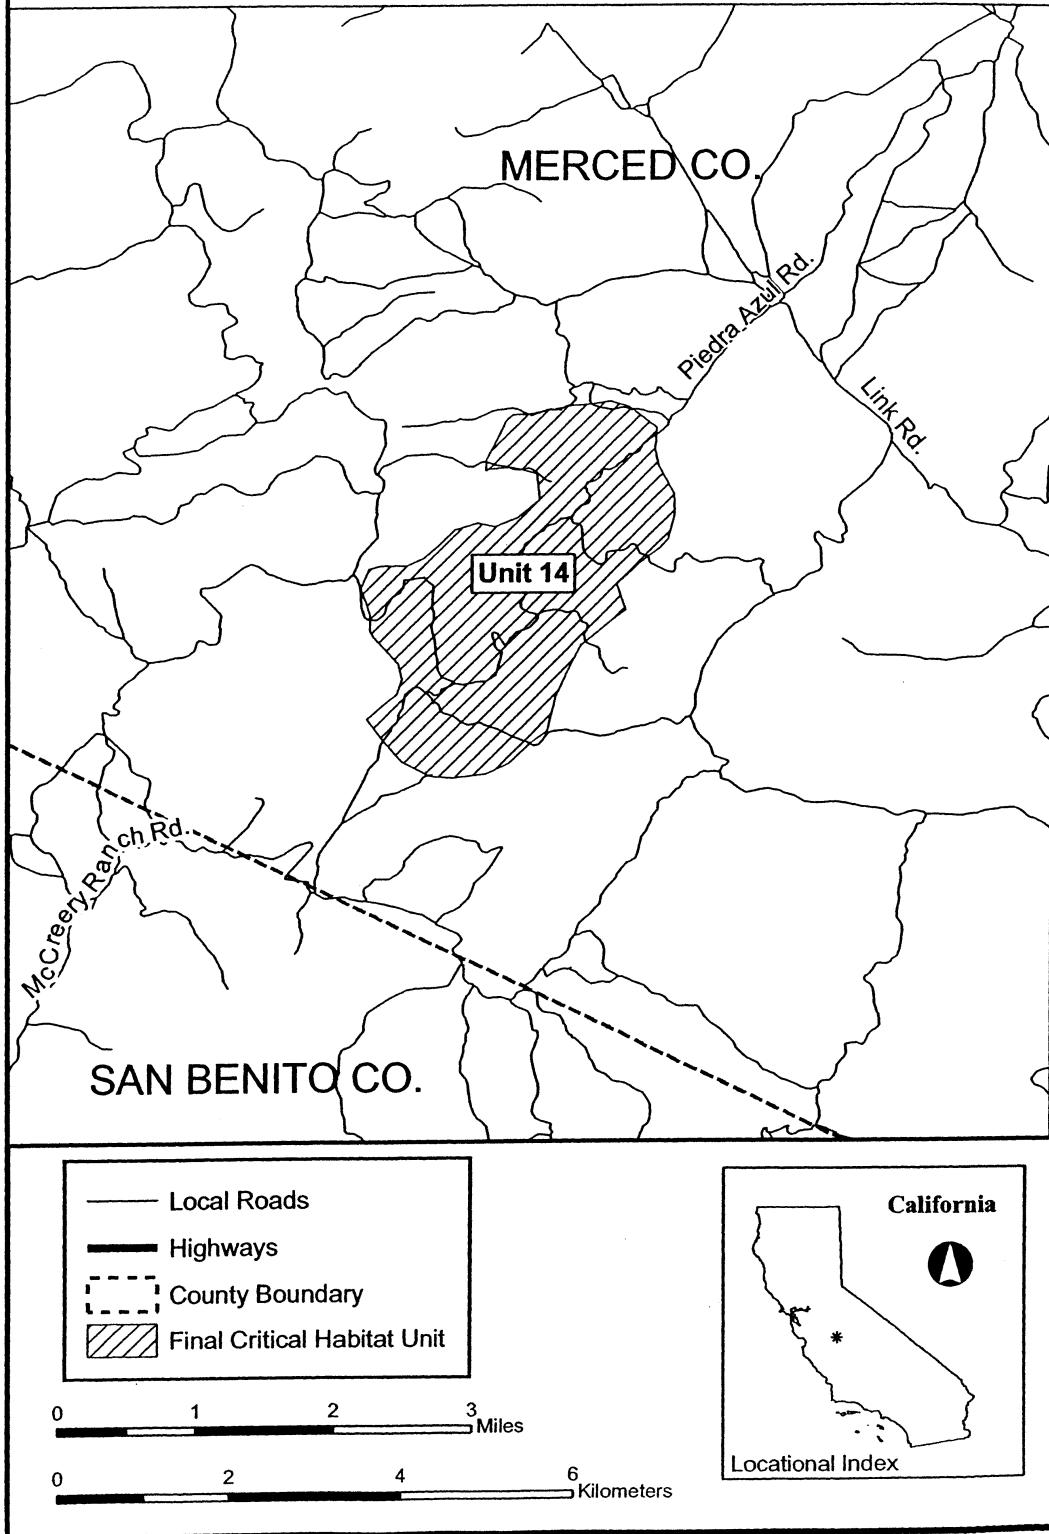 MERCED CO.
Piedra Azul Rd.
Link Rd.
Unit 14
McCreery Ranch Rd.
SAN BENITO CO.
Local Roads
Highways
County Boundary
Final Critical Habitat Unit
0 1 2 3 Miles
0 2 4 6 Kilometers
California
Locational Index